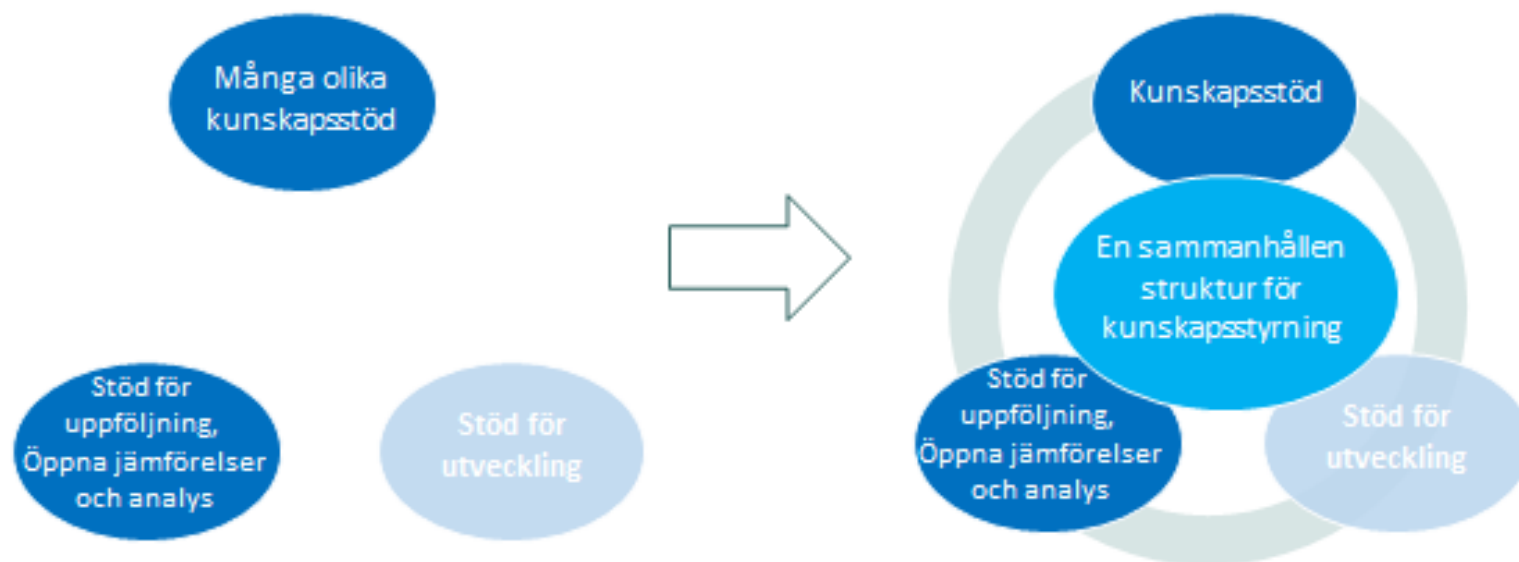 Många olika
kunskapsstöd
Stöd för
uppföljning,
Öppna jämförelser
och analys
Stöd för
utveckling
Kunskapsstöd
En sammanhållen
struktur för
kunskapsstyrning
Stöd för
uppföljning,
Öppna jämförelser
och analys
Stöd för
utveckling